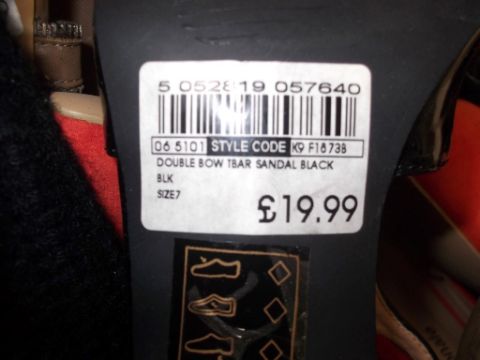 5 052819 057640
06 5101 STYLE CODE K9 F1673B
DOUBLE BOW TBAR SANDAL BLACK
BLK
SIZE7
£19.99